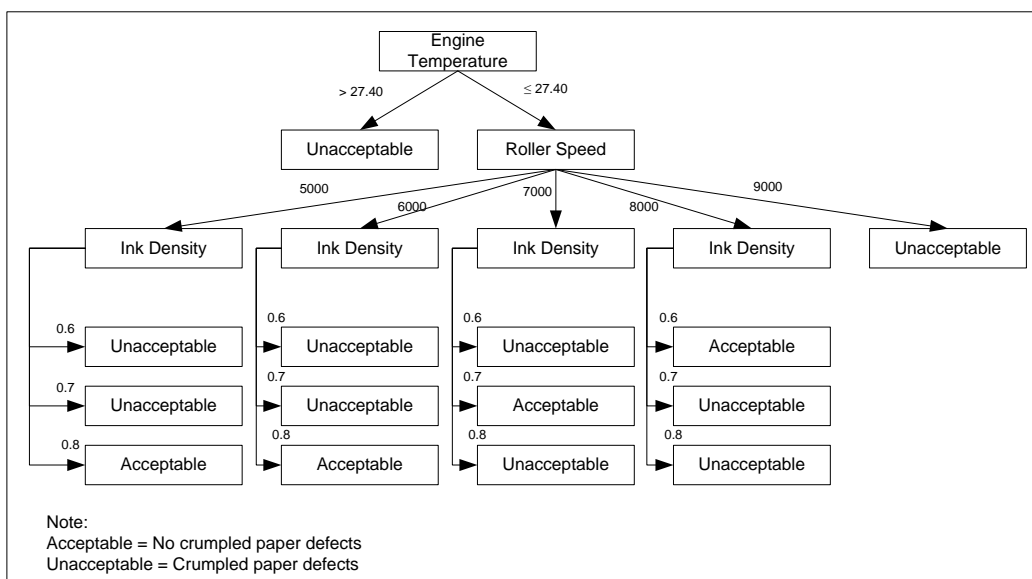 Engine
Temperature
> 27.40
≤ 27.40
Unacceptable
Roller Speed
5000
6000
7000
8000
9000
Ink Density
Ink Density
Ink Density
Ink Density
Unacceptable
0.6
0.6
0.6
0.6
Unacceptable
Unacceptable
Unacceptable
Acceptable
0.7
0.7
0.7
0.7
Unacceptable
Unacceptable
Acceptable
Unacceptable
0.8
0.8
0.8
0.8
Acceptable
Acceptable
Unacceptable
Unacceptable
Note:
Acceptable = No crumpled paper defects
Unacceptable = Crumpled paper defects